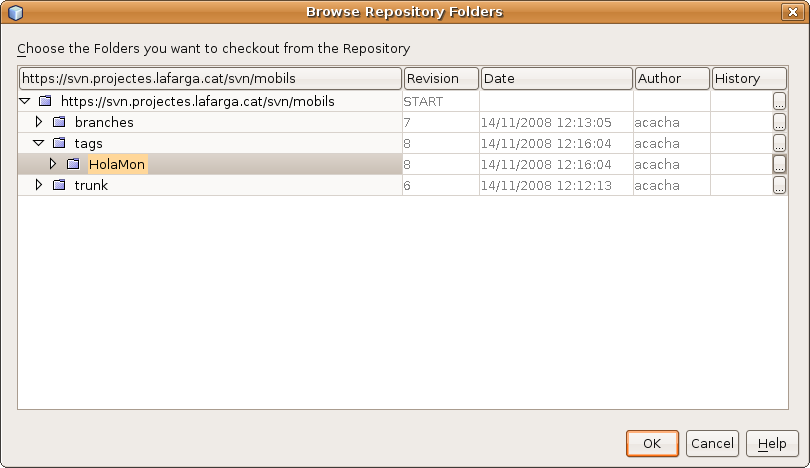 Browse Repository Folders
Choose the Folders you want to checkout from the Repository
https://svn.projectes.lafarga.cat/svn/mobils Revision Date Author History
https://svn.projectes.lafarga.cat/svn/mobils START ...
branches 7 14/11/2008 12:13:05 acacha ...
tags 8 14/11/2008 12:16:04 acacha ...
HolaMon 8 14/11/2008 12:16:04 acacha ...
trunk 6 14/11/2008 12:12:13 acacha ...
OK Cancel Help